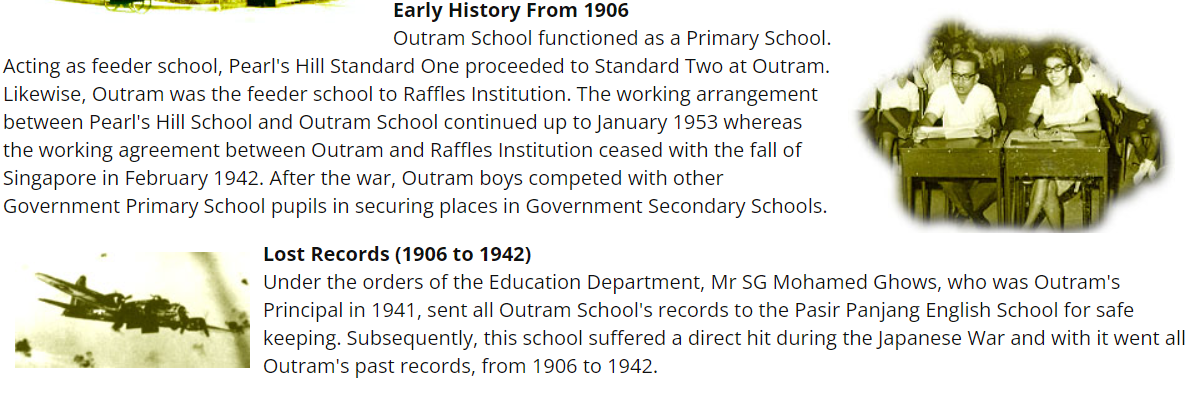 Early History From 1906
Outram School functioned as a Primary School.
Acting as feeder school, Pearl's Hill Standard One proceeded to Standard Two at Outram.
Likewise, Outram was the feeder school to Raffles Institution. The working arrangement
between Pearl's Hill School and Outram School continued up to January 1953 whereas
the working agreement between Outram and Raffles Institution ceased with the fall of
Singapore in February 1942. After the war, Outram boys competed with other
Government Primary School pupils in securing places in Government Secondary Schools.
Lost Records (1906 to 1942)
Under the orders of the Education Department, Mr SG Mohamed Ghows, who was Outram's
Principal in 1941, sent all Outram School's records to the Pasir Panjang English School for safe
keeping. Subsequently, this school suffered a direct hit during the Japanese War and with it went all
Outram's past records, from 1906 to 1942.